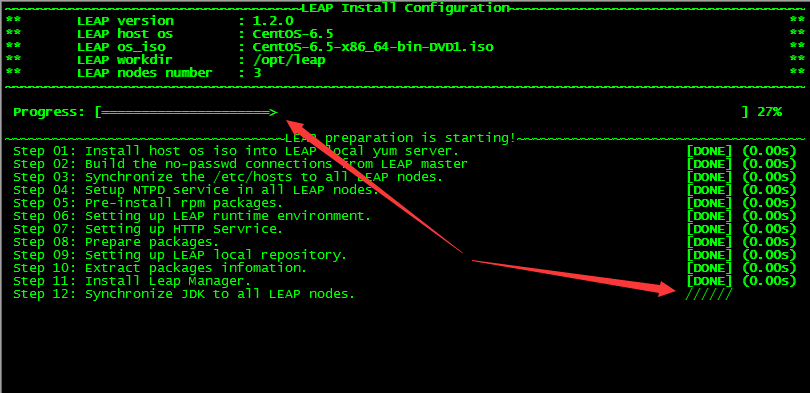 LEAP Install Configuration
** LEAP version : 1.2.0 **
** LEAP host os : CentOS-6.5 **
** LEAP os_iso : CentOS-6.5-x86_64-bin-DVD1.iso **
** LEAP workdir : /opt/leap **
** LEAP nodes number : 3 **
Progress: [=====================> ] 27%
LEAP preparation is starting!
Step 01: Install host os iso into LEAP local yum server. [DONE] (0.00s)
Step 02: Build the no-passwd connections from LEAP master [DONE] (0.00s)
Step 03: Synchronize the /etc/hosts to all LEAP nodes. [DONE] (0.00s)
Step 04: Setup NTPD service in all LEAP nodes. [DONE] (0.00s)
Step 05: Pre-install rpm packages. [DONE] (0.00s)
Step 06: Setting up LEAP runtime environment. [DONE] (0.00s)
Step 07: Setting up HTTP Servrice. [DONE] (0.00s)
Step 08: Prepare packages. [DONE] (0.00s)
Step 09: Setting up LEAP local repository. [DONE] (0.00s)
Step 10: Extract packages infomation. [DONE] (0.00s)
Step 11: Install Leap Manager. [DONE] (0.00s)
Step 12: Synchronize JDK to all LEAP nodes. //////